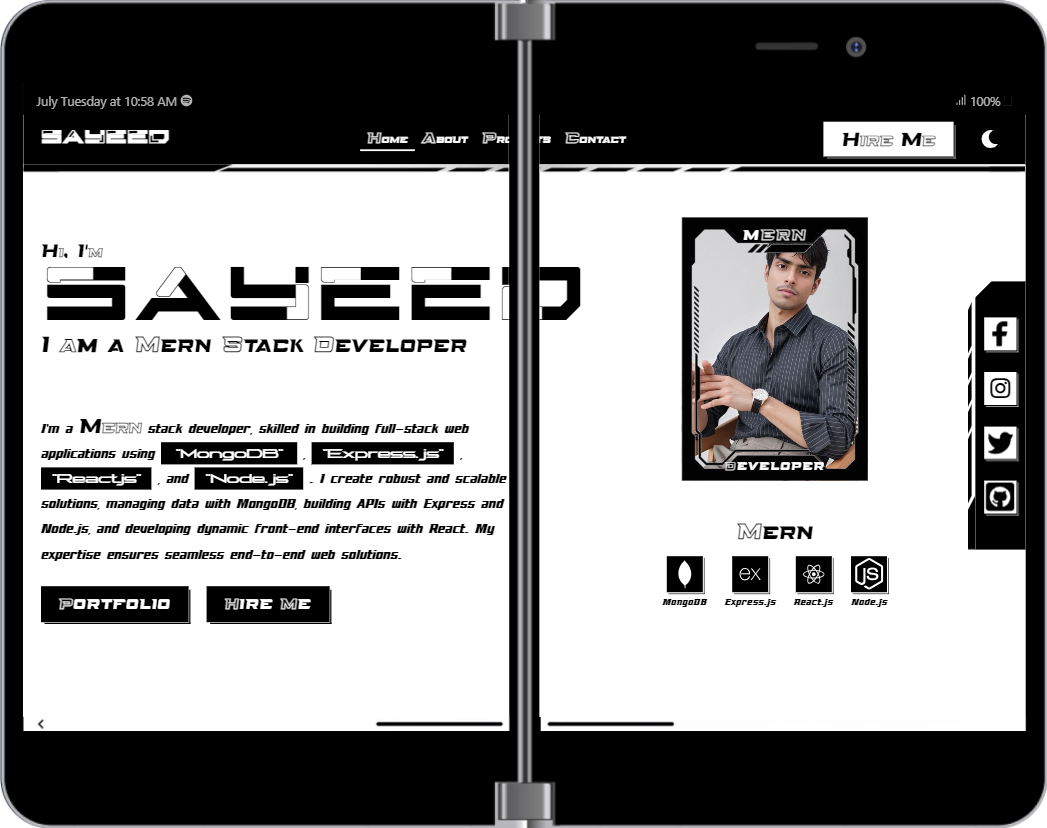 July Tuesday at 10:58 AM
100%
SAYEED
Home About Contact
Hire Me
Hi, I'm
SAYEED
I Am a Mern Stack Developer
I'm a MERN stack developer, skilled in building full-stack web
applications using "MongoDB" , "Express.js" ,
"Reactjs" , and "Node.js" . I create robust and scalable
solutions, managing data with MongoDB, building APIs with Express and
Node.js, and developing dynamic front-end interfaces with React. My
expertise ensures seamless end-to-end web solutions.
Portfolio Hire Me
MERN
DEVELOPER
Mern
MongoDB Express.js React.js Node.js
ex
JS